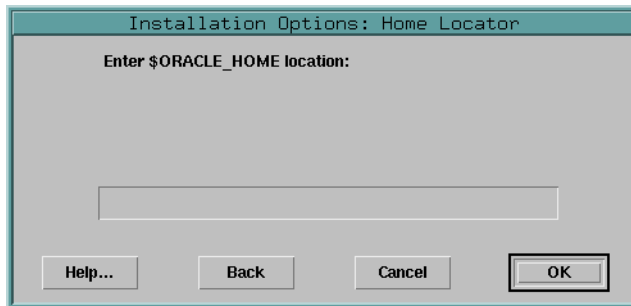 Installation Options: Home Locator
Enter $ORACLE_HOME location:
Help...
Back
Cancel
OK